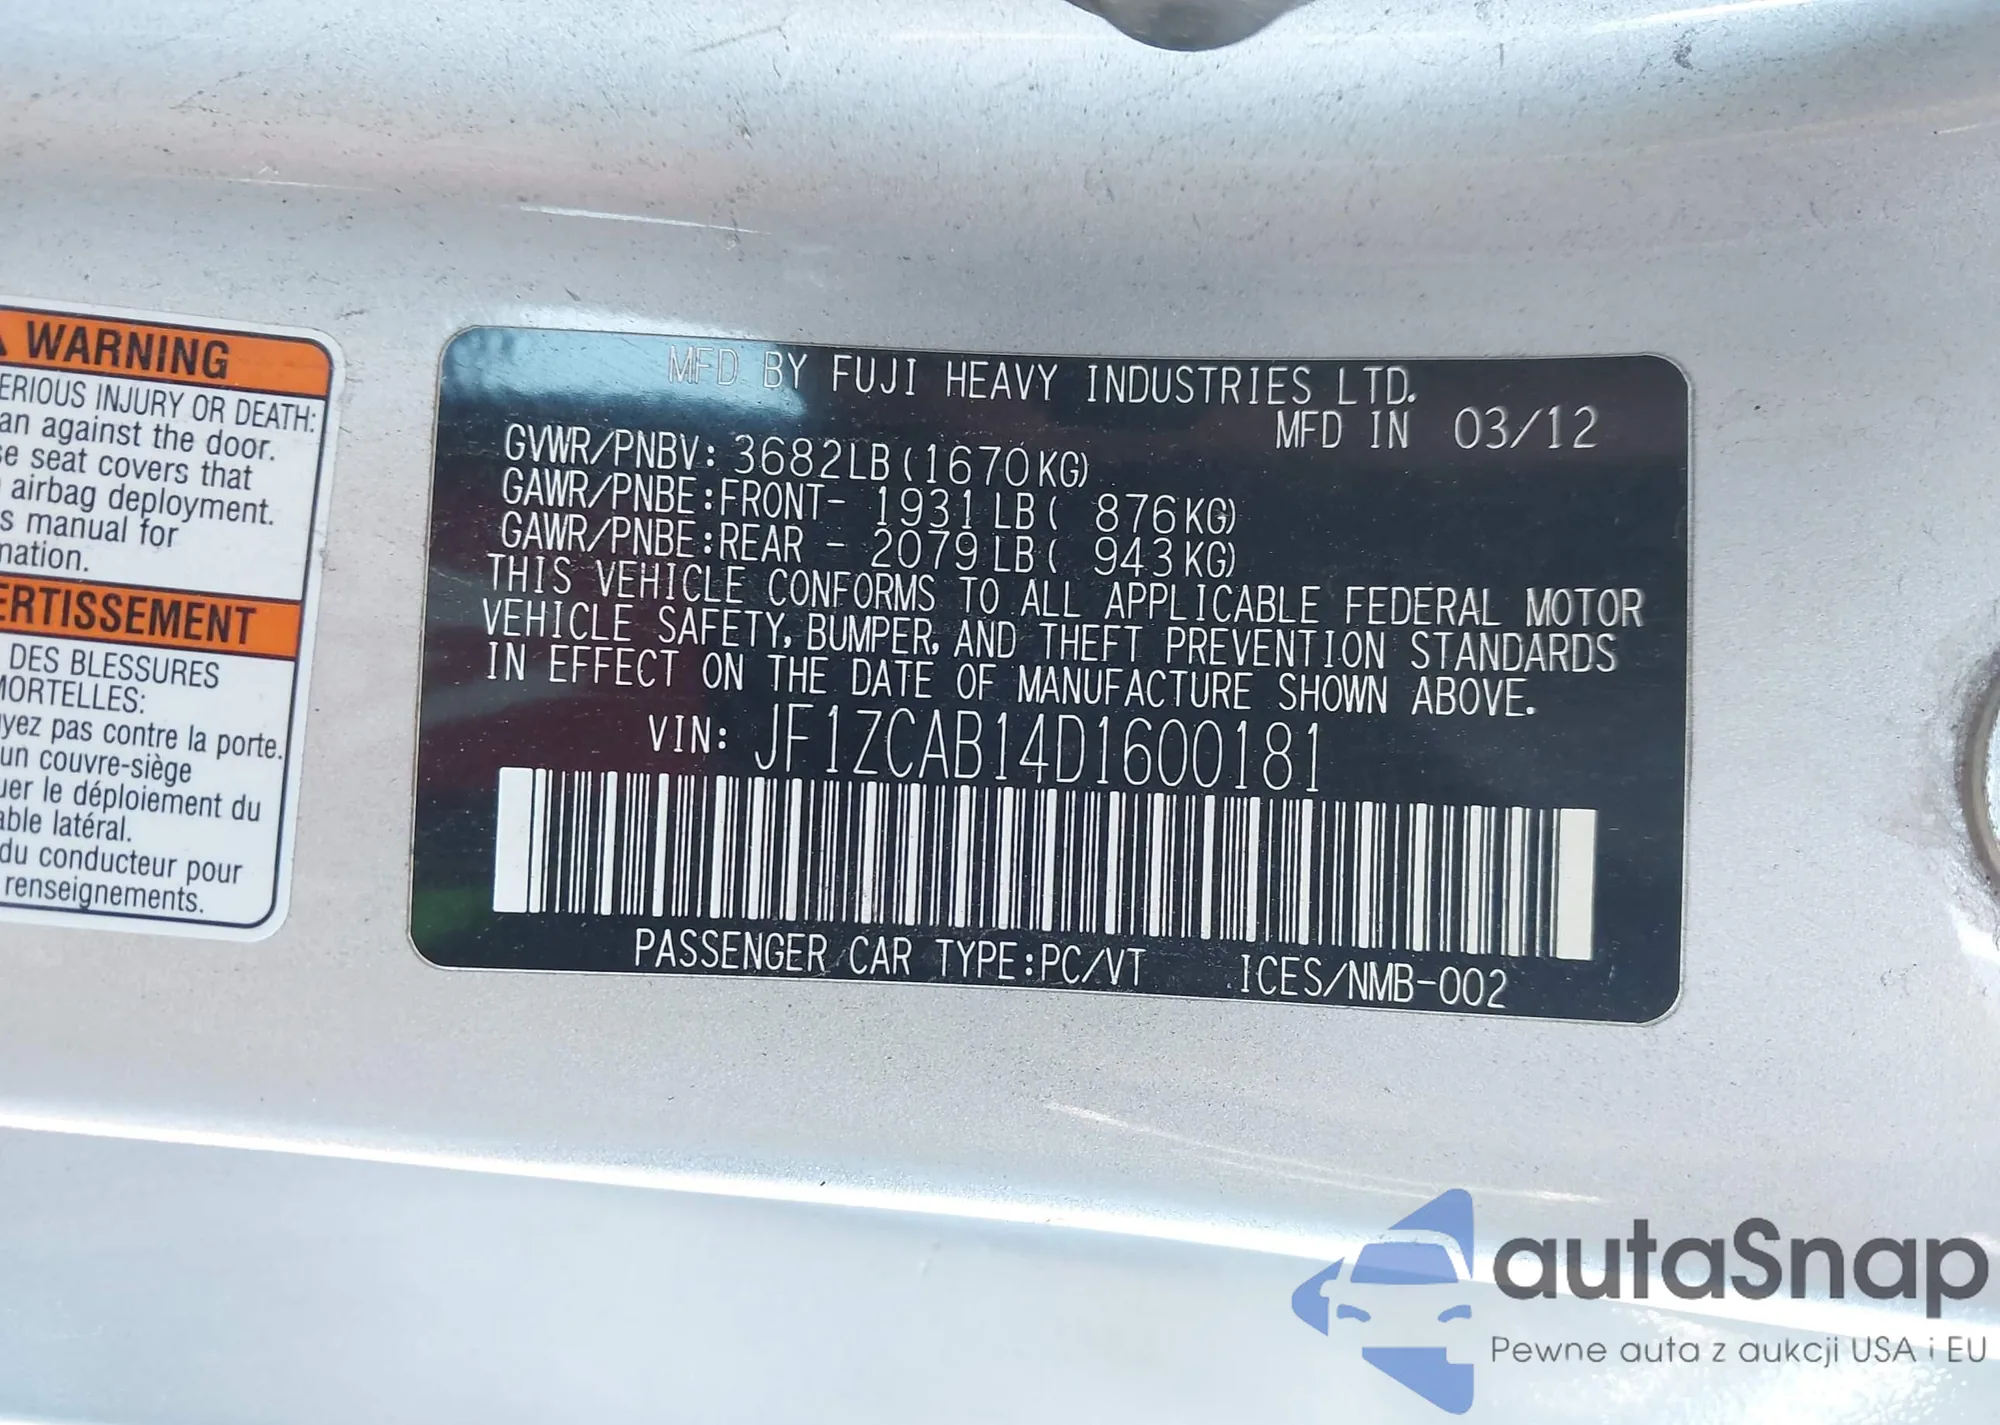 WARNING
ERIOUS INJURY OR DEATH:
an against the door.
se seat covers that
airbag deployment.
s manual for
mation.
ERTISSEMENT
DES BLESSURES
MORTELLES:
yez pas contre la porte.
un couvre-siège
uer le déploiement du
able latéral.
du conducteur pour
renseignements.
MFD BY FUJI HEAVY INDUSTRIES LTD.
MFD IN 03/12
GVWR/PNBV: 3682LB(1670KG)
GAWR/PNBE:FRONT- 1931LB( 876KG)
GAWR/PNBE:REAR - 2079LB( 943KG)
THIS VEHICLE CONFORMS TO ALL APPLICABLE FEDERAL MOTOR
VEHICLE SAFETY, BUMPER, AND THEFT PREVENTION STANDARDS
IN EFFECT ON THE DATE OF MANUFACTURE SHOWN ABOVE.
VIN: JF1ZCAB14D1600181
PASSENGER CAR TYPE:PC/VT ICES/NMB-002
autaSnap
Pewne auta z aukcji USA i EU